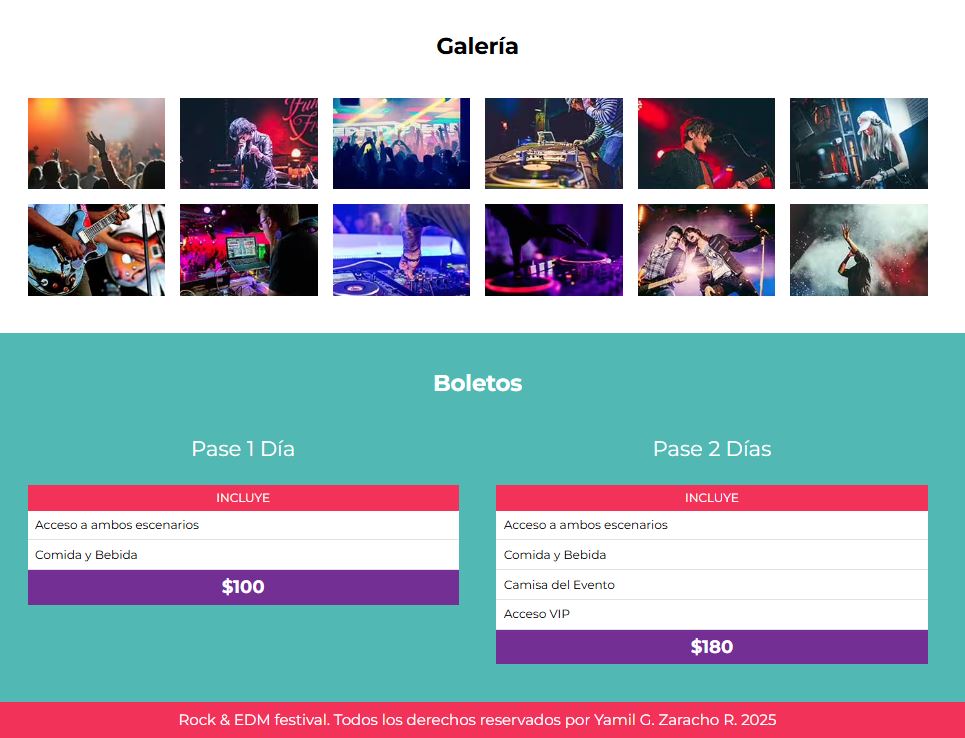 Galería
Boletos
Pase 1 Día
INCLUYE
Acceso a ambos escenarios
Comida y Bebida
$100
Pase 2 Días
INCLUYE
Acceso a ambos escenarios
Comida y Bebida
Camisa del Evento
Acceso VIP
$180
Rock & EDM festival. Todos los derechos reservados por Yamil G. Zaracho R. 2025